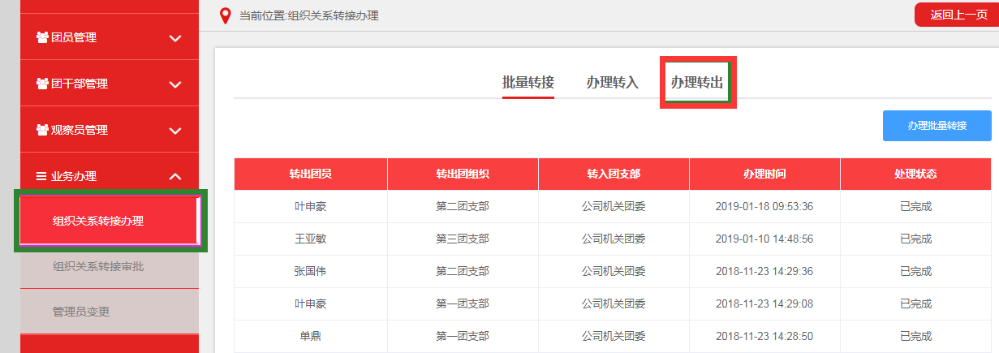 当前位置:组织关系转接办理
返回上一页
团员管理
团干部管理
观察员管理
业务办理
组织关系转接办理
组织关系转接审批
管理员变更
批量转接 办理转入 办理转出
办理批量转接
转出团员 转出团组织 转入团支部 办理时间 处理状态
叶申豪 第二团支部 公司机关团委 2019-01-18 09:53:36 已完成
王亚敏 第三团支部 公司机关团委 2019-01-10 14:48:56 已完成
张国伟 第二团支部 公司机关团委 2018-11-23 14:29:36 已完成
叶申豪 第一团支部 公司机关团委 2018-11-23 14:29:08 已完成
单鼎 第一团支部 公司机关团委 2018-11-23 14:28:50 已完成